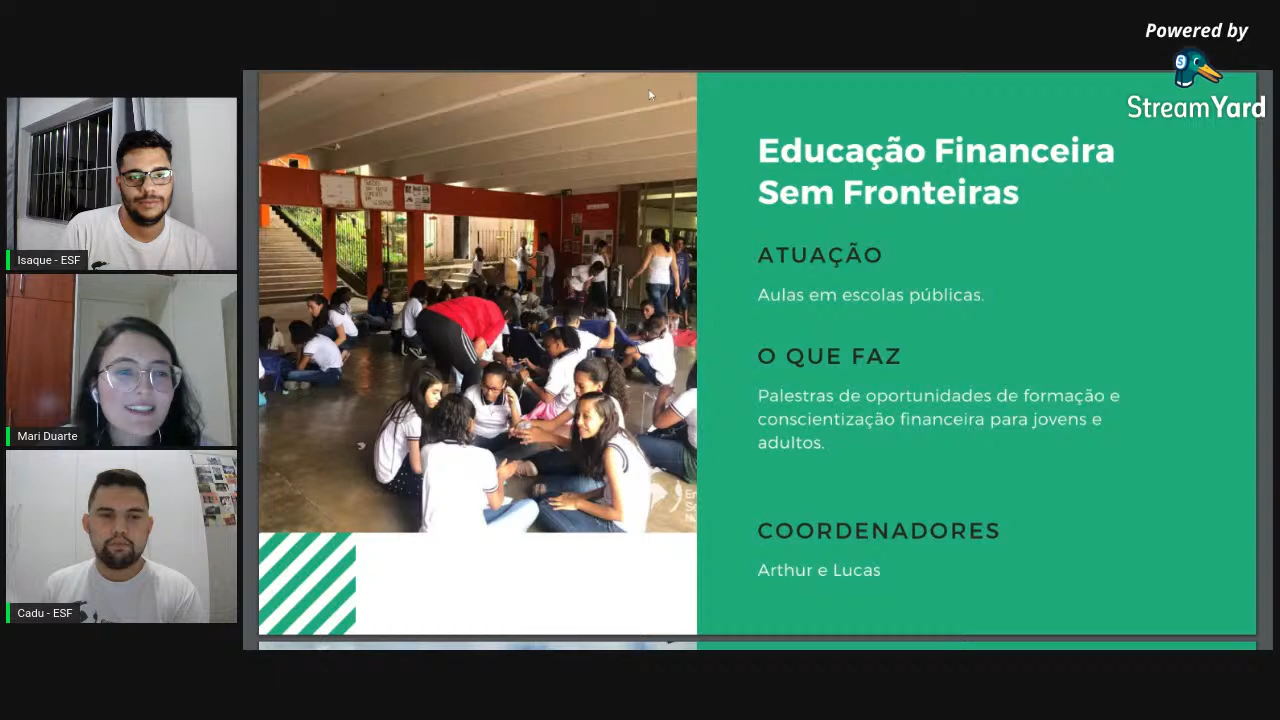 Powered by
StreamYard
Isaque - ESF
Mari Duarte
Cadu - ESF
Educação Financeira
Sem Fronteiras
ATUAÇÃO
Aulas em escolas públicas.
O QUE FAZ
Palestras de oportunidades de formação e
conscientização financeira para jovens e
adultos.
COORDENADORES
Arthur e Lucas